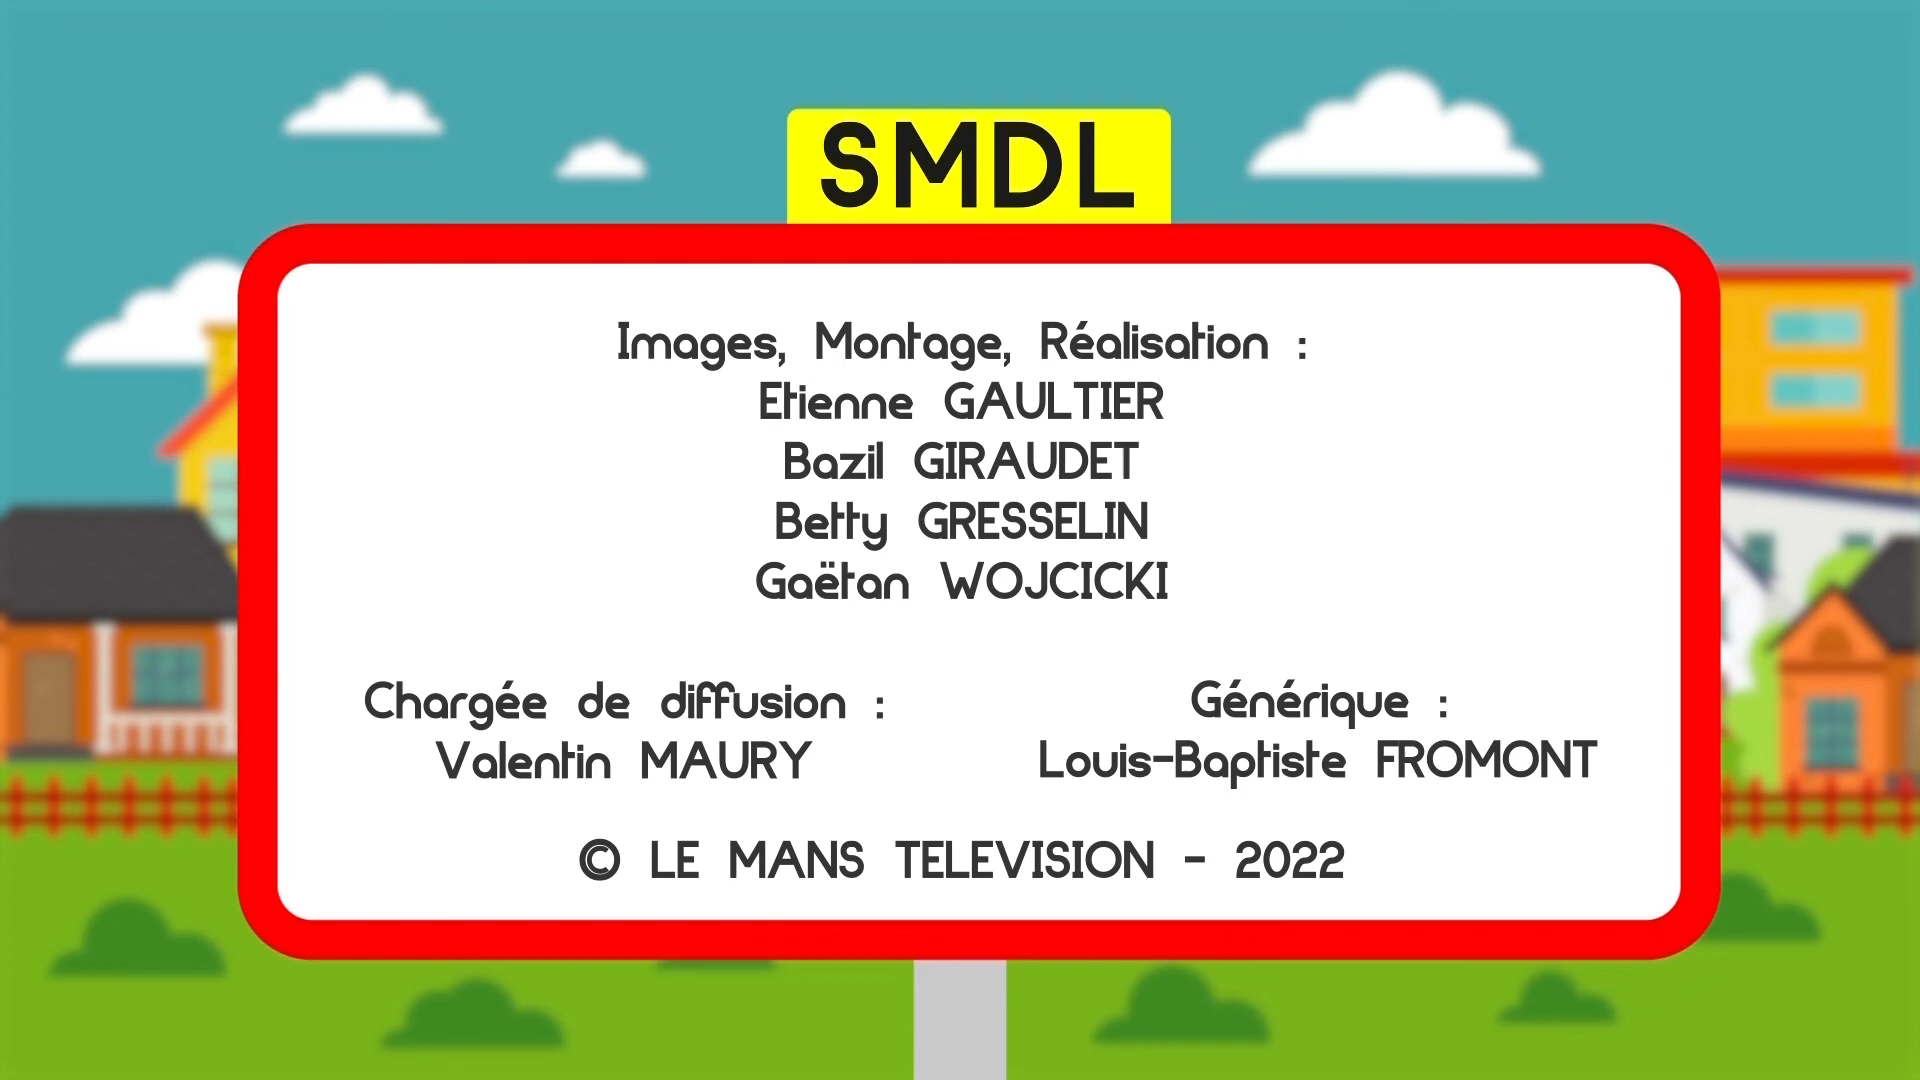 SMDL
Images, Montage, Réalisation :
Etienne GAULTIER
Bazil GIRAUDET
Betty GRESSELIN
Gaëtan WOJCICKI
Chargée de diffusion :
Valentin MAURY
Générique :
Louis-Baptiste FROMONT
© LE MANS TELEVISION - 2022